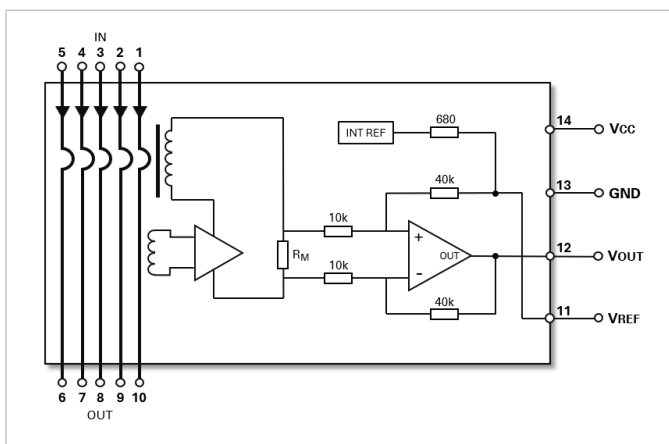 IN
5 4 3 2 1
680
14 VCC
INT REF
40k
13 GND
10k
+
RM
OUT
12 VOUT
10k
-
40k
11 VREF
6 7 8 9 10
OUT